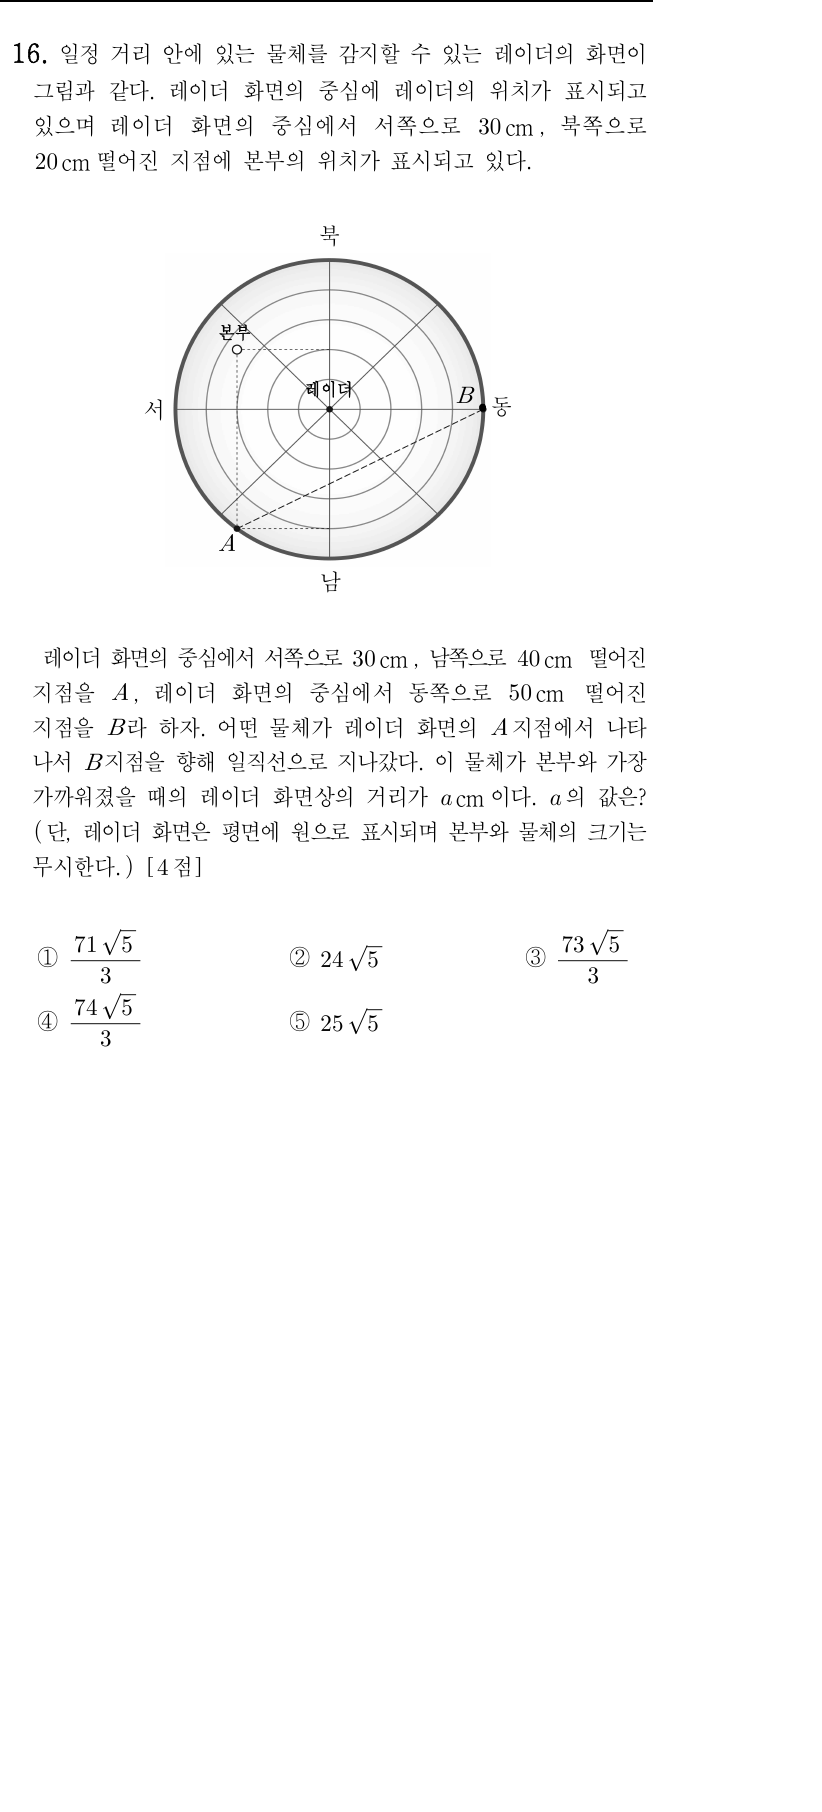 16. 일정 거리 안에 있는 물체를 감지할 수 있는 레이더의 화면이
그림과 같다. 레이더 화면의 중심에 레이더의 위치가 표시되고
있으며 레이더 화면의 중심에서 서쪽으로 30 cm, 북쪽으로
20 cm 떨어진 지점에 본부의 위치가 표시되고 있다.
북
본부
레이더
서
B
동
A
남
레이더 화면의 중심에서 서쪽으로 30 cm, 남쪽으로 40 cm 떨어진
지점을 A, 레이더 화면의 중심에서 동쪽으로 50 cm 떨어진
지점을 B라 하자. 어떤 물체가 레이더 화면의 A지점에서 나타
나서 B지점을 향해 일직선으로 지나갔다. 이 물체가 본부와 가장
가까워졌을 때의 레이더 화면상의 거리가 a cm 이다. a의 값은?
(단, 레이더 화면은 평면에 원으로 표시되며 본부와 물체의 크기는
무시한다.) [4점]
① 71√5/3 ② 24√5 ③ 73√5/3
④ 74√5/3 ⑤ 25√5